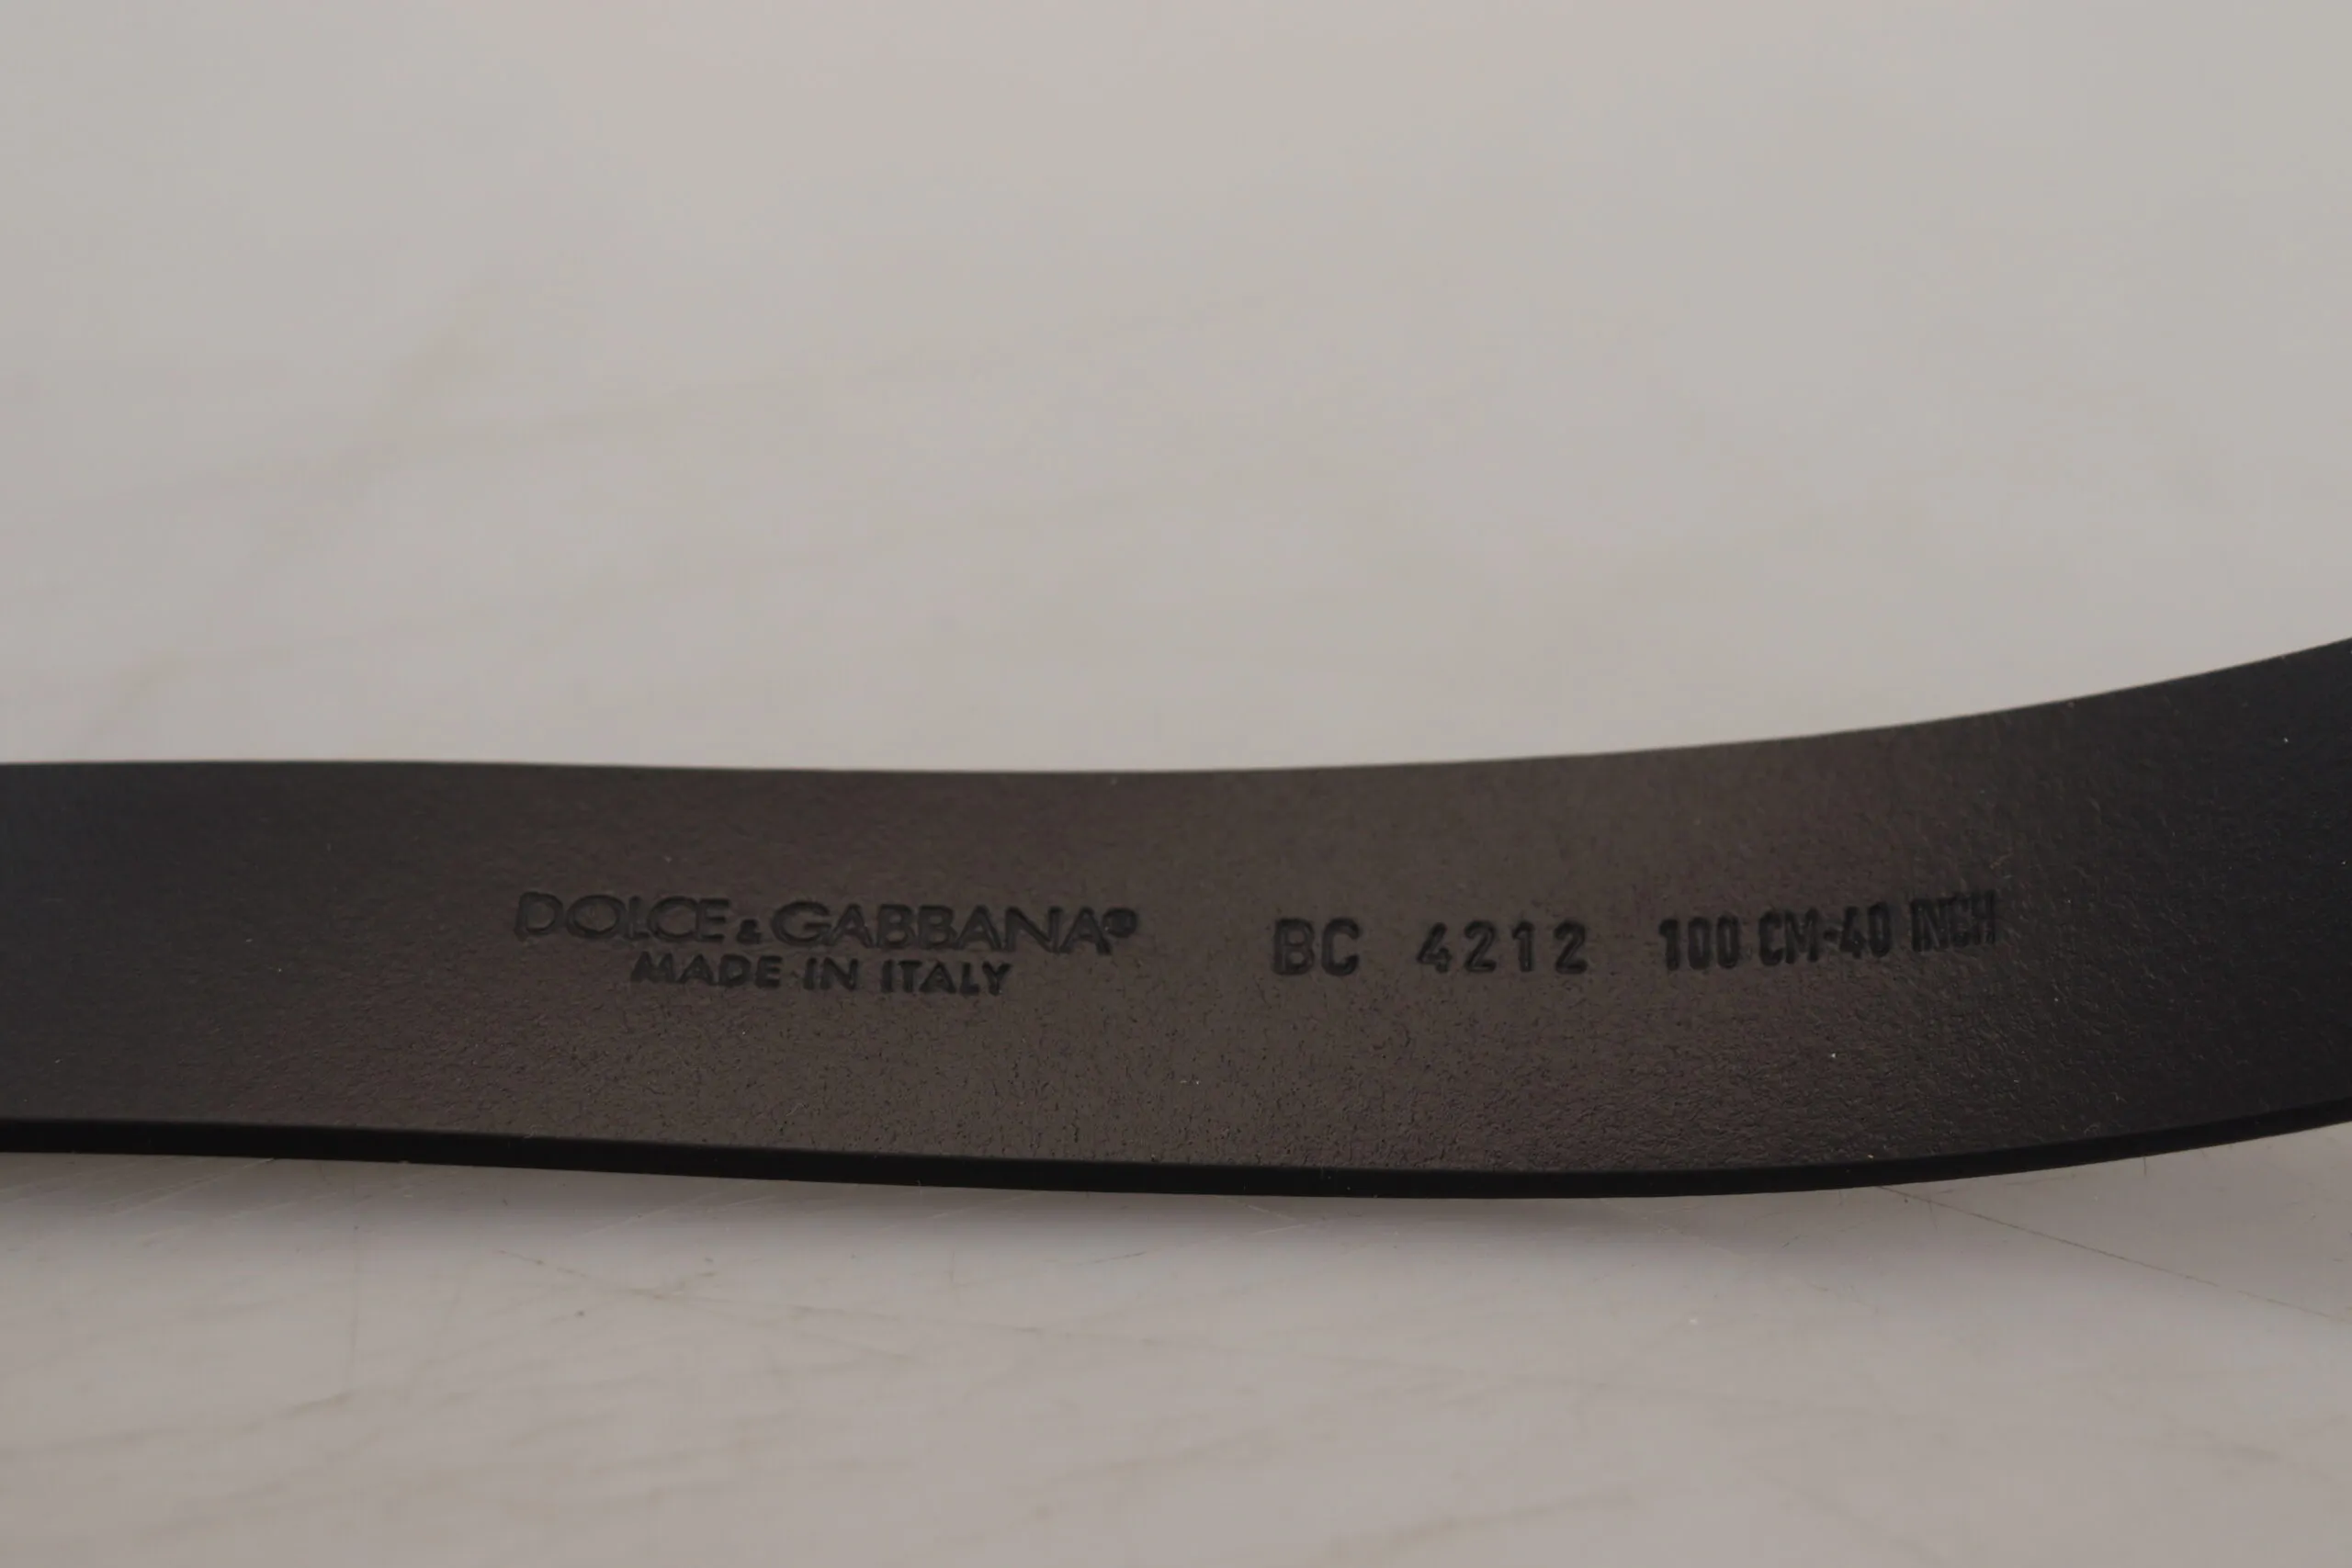 DOLCE & GABBANA® BC 4212 100 CM-40 INCH
MADE IN ITALY